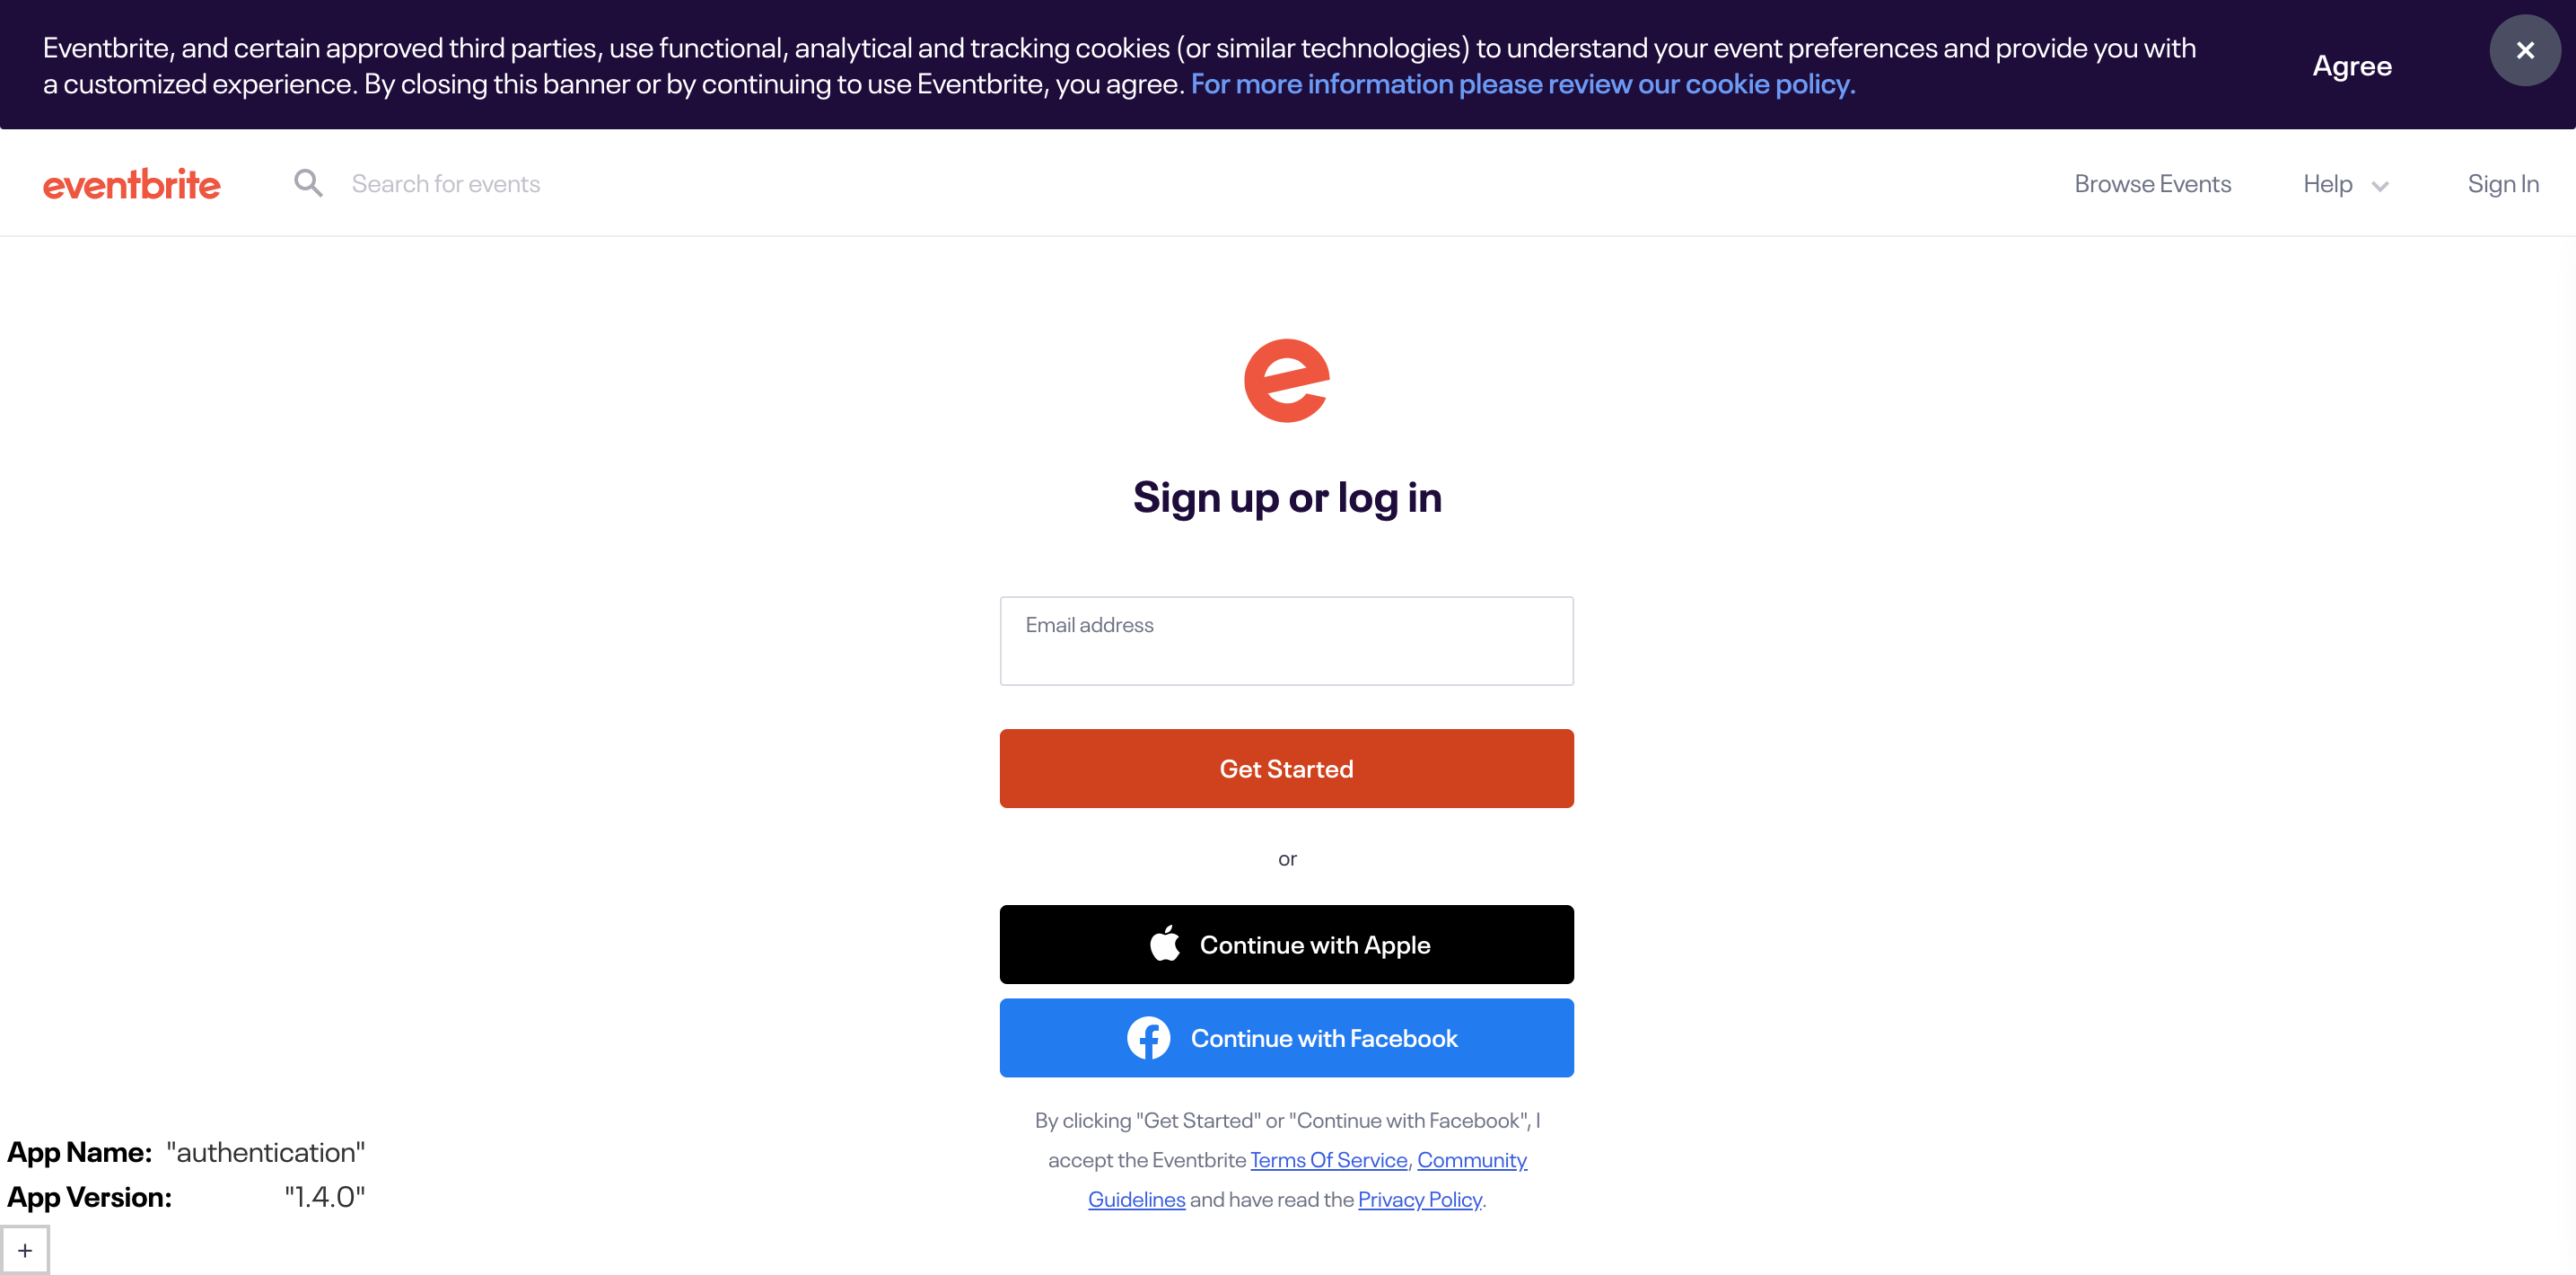 Eventbrite, and certain approved third parties, use functional, analytical and tracking cookies (or similar technologies) to understand your event preferences and provide you with
a customized experience. By closing this banner or by continuing to use Eventbrite, you agree. For more information please review our cookie policy.
Agree
eventbrite
Search for events
Browse Events
Help
Sign In
e
Sign up or log in
Email address
Get Started
or
Continue with Apple
Continue with Facebook
By clicking "Get Started" or "Continue with Facebook", I
accept the Eventbrite Terms Of Service, Community
Guidelines and have read the Privacy Policy.
App Name: "authentication"
App Version: "1.4.0"
+